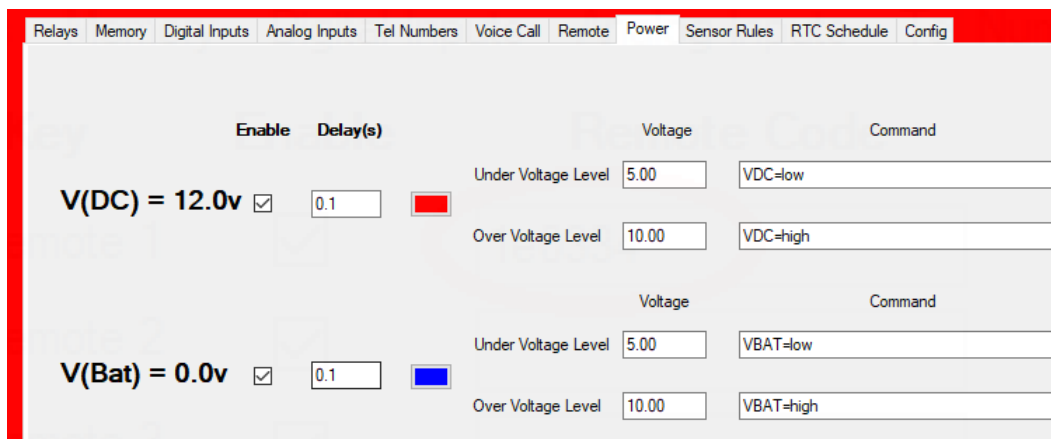 Relays Memory Digital Inputs Analog Inputs Tel Numbers Voice Call Remote Power Sensor Rules RTC Schedule Config
Enable Delay(s) Voltage Command
Under Voltage Level 5.00 VDC=low
V(DC) = 12.0v 0.1
Over Voltage Level 10.00 VDC=high
Voltage Command
Under Voltage Level 5.00 VBAT=low
V(Bat) = 0.0v 0.1
Over Voltage Level 10.00 VBAT=high